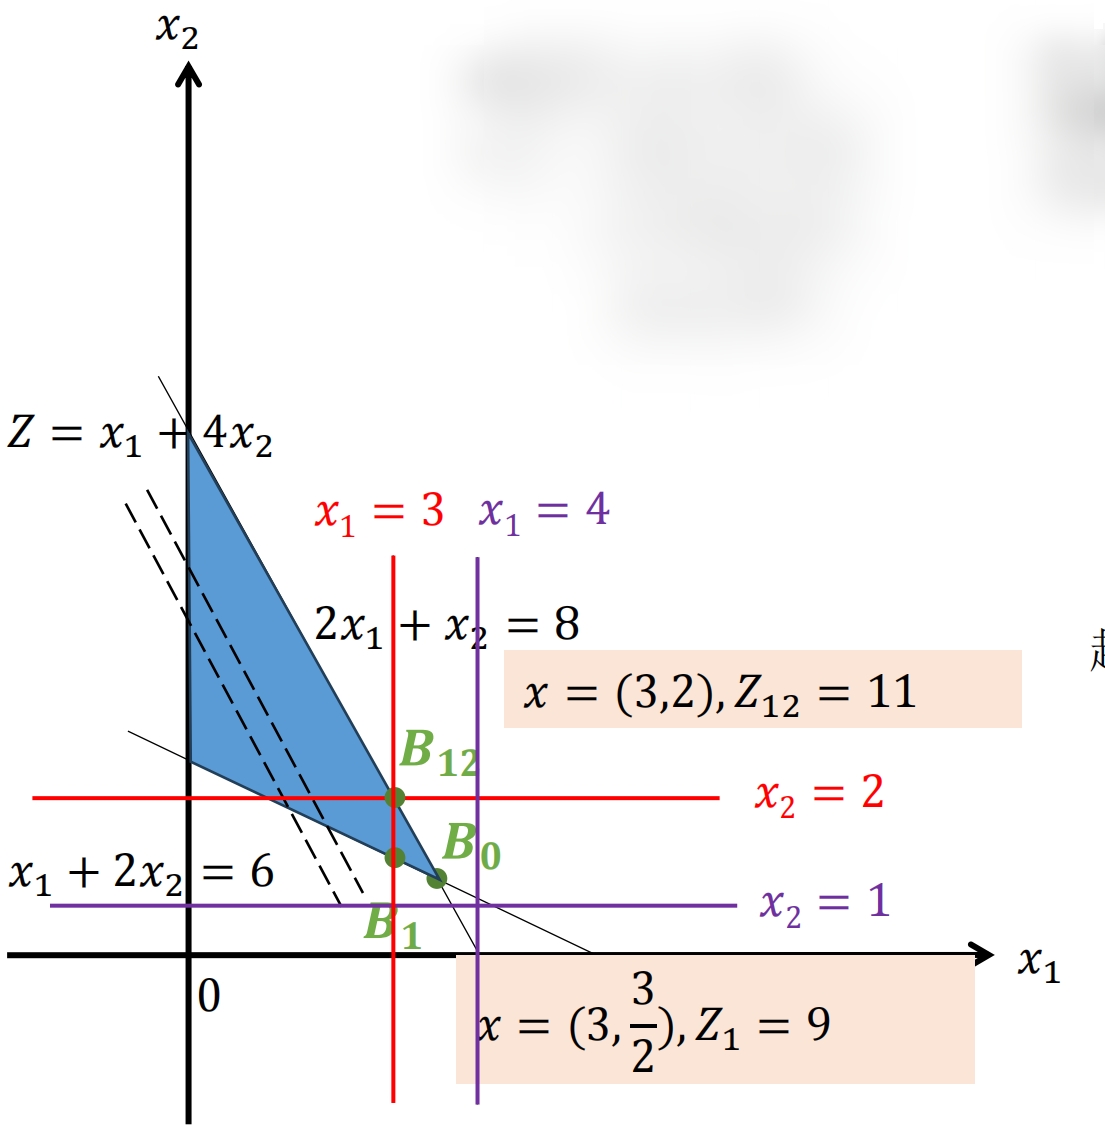 x₂
Z = x₁ + 4x₂
x₁ = 3
x₁ = 4
2x₁ + x₂ = 8
x = (3,2), Z₁₂ = 11
B₁₂
x₂ = 2
B₀
x₁ + 2x₂ = 6
x₂ = 1
B₁
x₁
0
x = (3, 3/2), Z₁ = 9